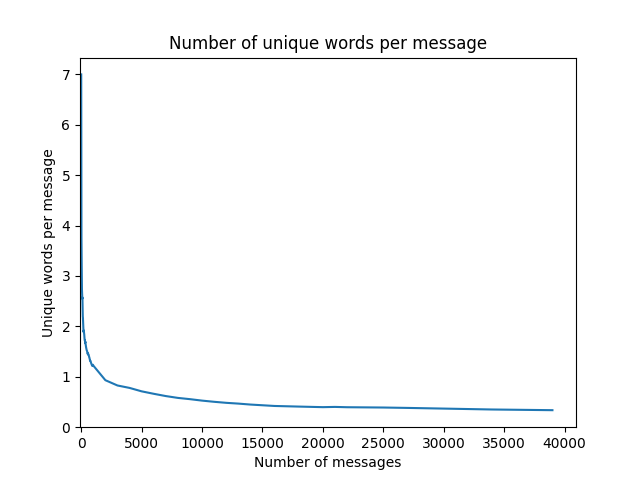 Number of unique words per message
Unique words per message
7
6
5
4
3
2
1
0
0 5000 10000 15000 20000 25000 30000 35000 40000
Number of messages